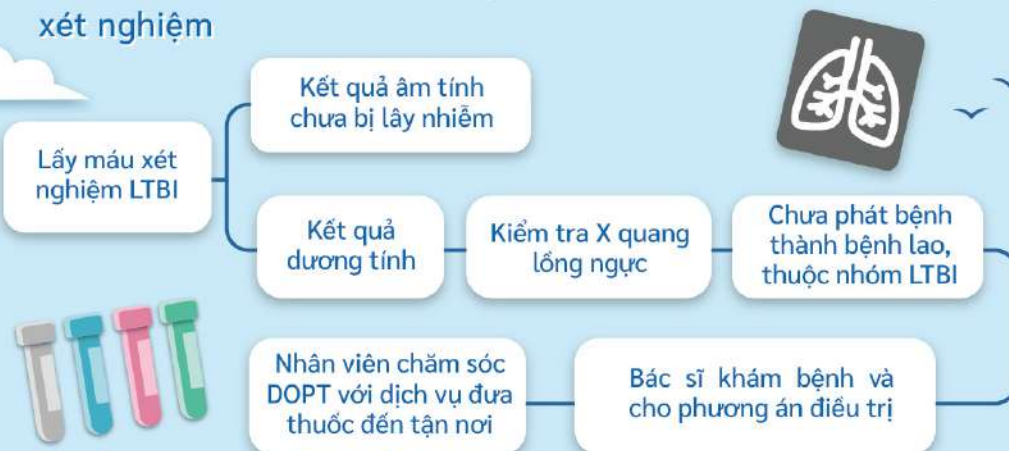 xét nghiệm
Kết quả âm tính
chưa bị lây nhiễm
Lấy máu xét
nghiệm LTBI
Kết quả
dương tính
Kiểm tra X quang
lồng ngực
Chưa phát bệnh
thành bệnh lao,
thuộc nhóm LTBI
Nhân viên chăm sóc
DOPT với dịch vụ đưa
thuốc đến tận nơi
Bác sĩ khám bệnh và
cho phương án điều trị